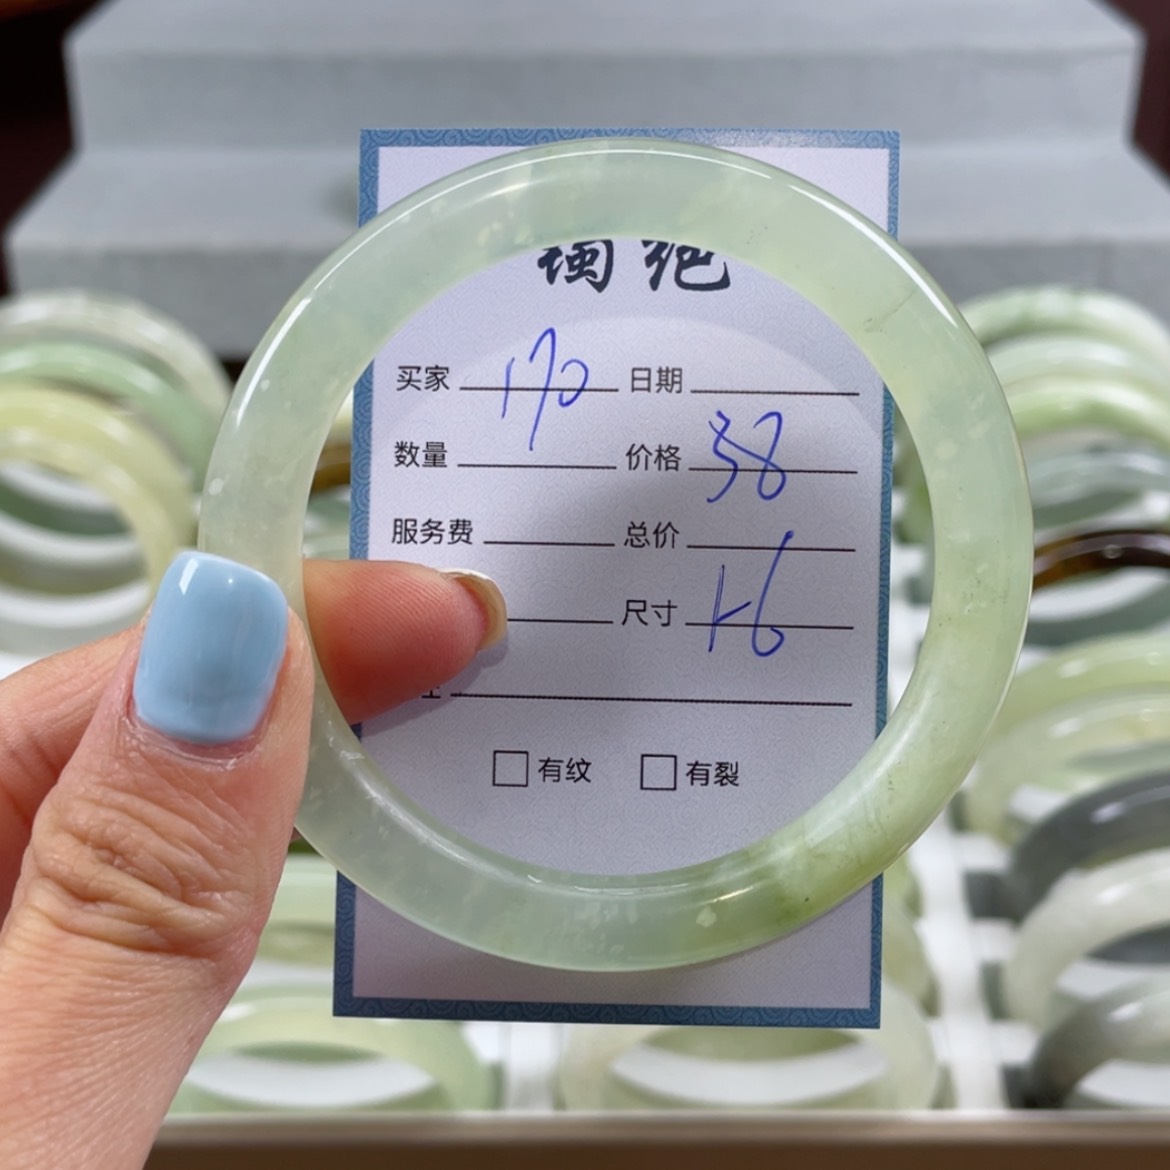 买家 170 日期
数量 价格 38
服务费 总价
尺寸 
有纹 有裂